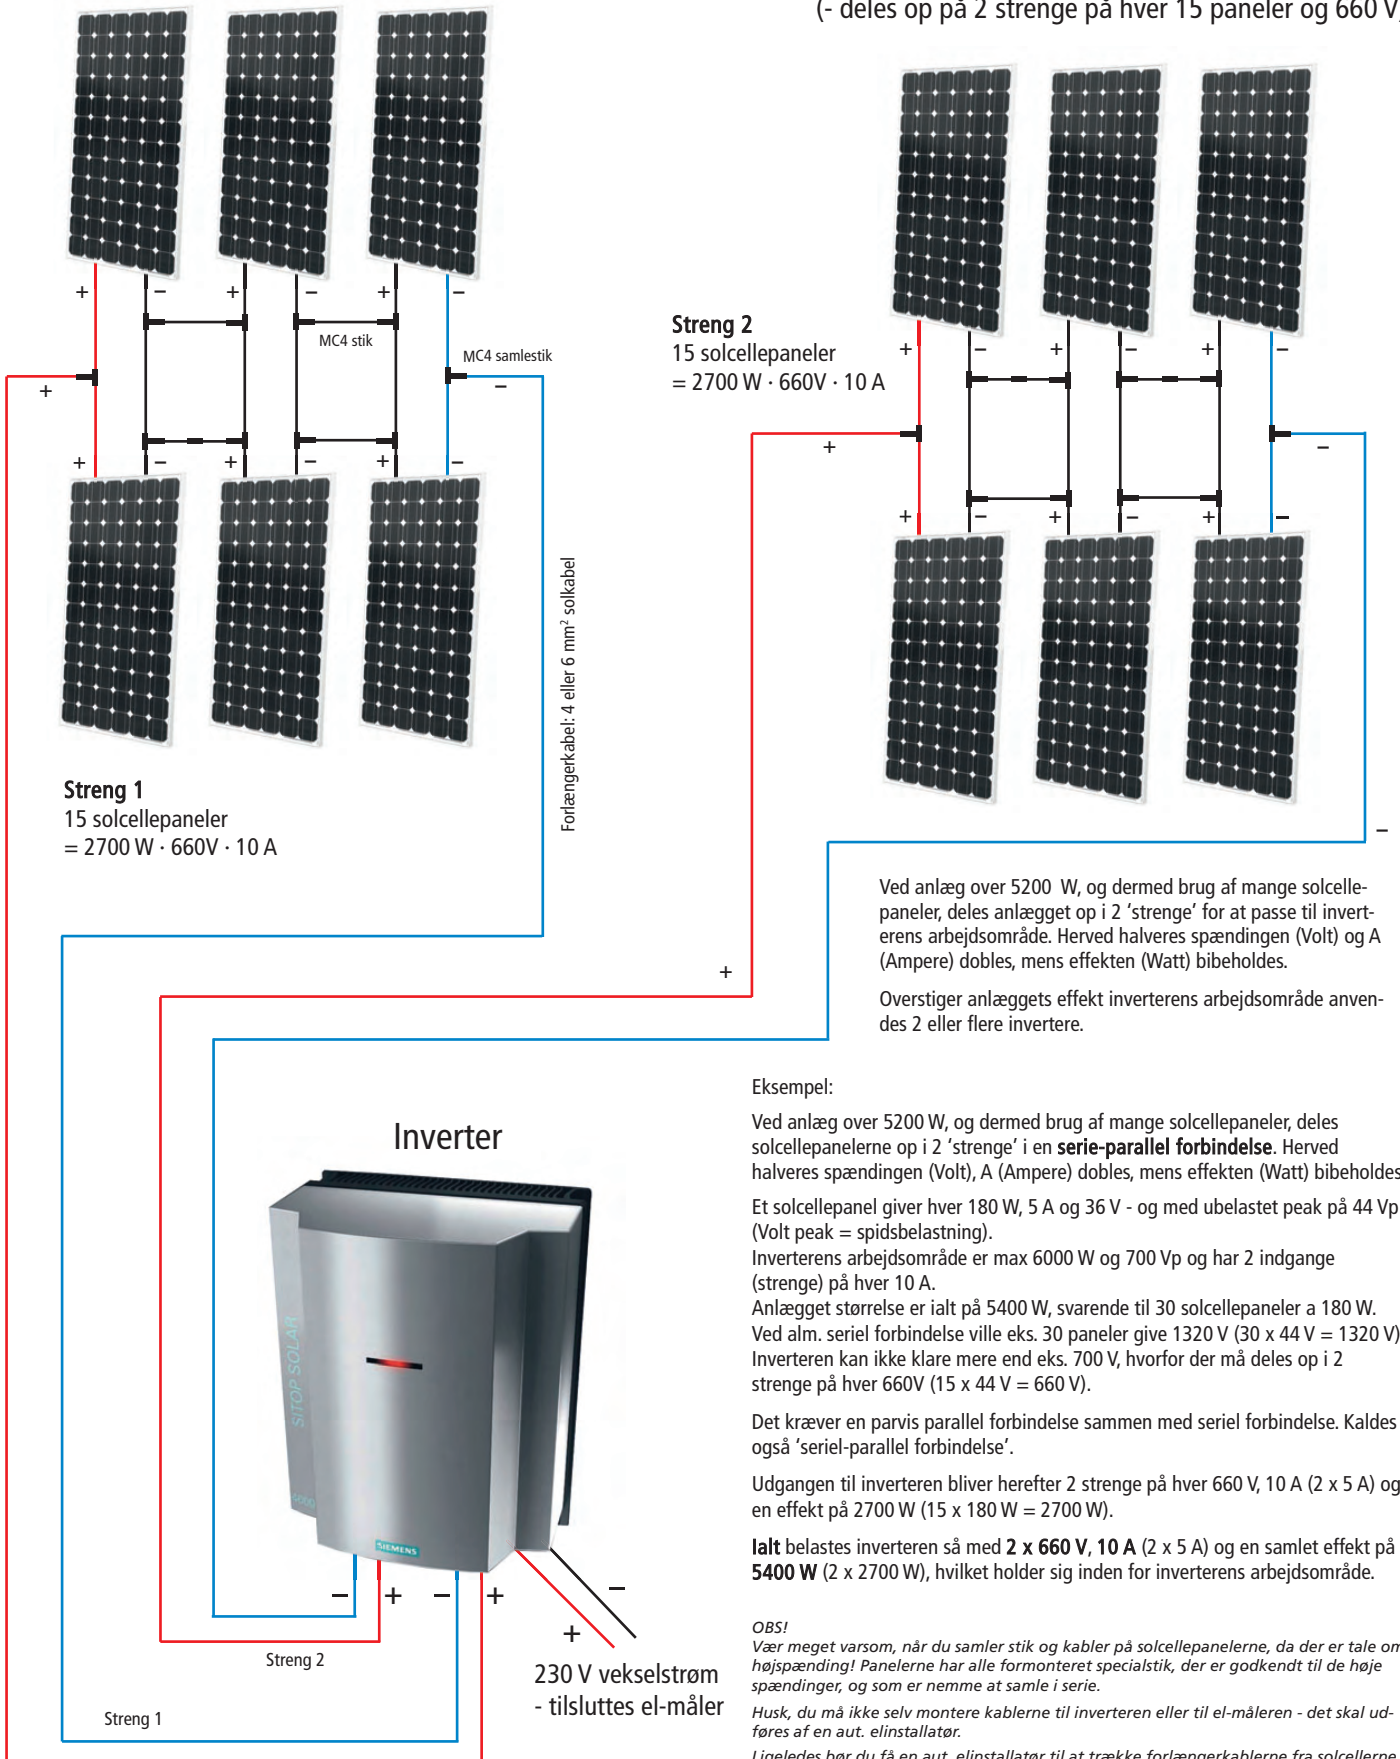 (- deles op på 2 strenge på hver 15 paneler og 660 V)
+ – + – + –
MC4 stik
MC4 samlestik
+ –
+ – + – + –
Forlængerkabel: 4 eller 6 mm² solkabel
Streng 1
15 solcellepaneler
= 2700 W · 660V · 10 A
Streng 2
15 solcellepaneler
= 2700 W · 660V · 10 A
+ – + – + –
+ –
+ – + – + –
–
+
Ved anlæg over 5200 W, og dermed brug af mange solcelle-
paneler, deles anlægget op i 2 ‘strenge’ for at passe til invert-
erens arbejdsområde. Herved halveres spændingen (Volt) og A
(Ampere) dobles, mens effekten (Watt) bibeholdes.
Overstiger anlæggets effekt inverterens arbejdsområde anven-
des 2 eller flere invertere.
Inverter
SITOP SOLAR
4000
SIEMENS
– + – +
+ –
Streng 2
Streng 1
230 V vekselstrøm
- tilsluttes el-måler
Eksempel:
Ved anlæg over 5200 W, og dermed brug af mange solcellepaneler, deles
solcellepanelerne op i 2 ‘strenge’ i en serie-parallel forbindelse. Herved
halveres spændingen (Volt), A (Ampere) dobles, mens effekten (Watt) bibeholdes
Et solcellepanel giver hver 180 W, 5 A og 36 V - og med ubelastet peak på 44 Vp
(Volt peak = spidsbelastning).
Inverterens arbejdsområde er max 6000 W og 700 Vp og har 2 indgange
(strenge) på hver 10 A.
Anlægget størrelse er ialt på 5400 W, svarende til 30 solcellepaneler a 180 W.
Ved alm. seriel forbindelse ville eks. 30 paneler give 1320 V (30 x 44 V = 1320 V)
Inverteren kan ikke klare mere end eks. 700 V, hvorfor der må deles op i 2
strenge på hver 660V (15 x 44 V = 660 V).
Det kræver en parvis parallel forbindelse sammen med seriel forbindelse. Kaldes
også ‘seriel-parallel forbindelse’.
Udgangen til inverteren bliver herefter 2 strenge på hver 660 V, 10 A (2 x 5 A) og
en effekt på 2700 W (15 x 180 W = 2700 W).
Ialt belastes inverteren så med 2 x 660 V, 10 A (2 x 5 A) og en samlet effekt på
5400 W (2 x 2700 W), hvilket holder sig inden for inverterens arbejdsområde.
OBS!
Vær meget varsom, når du samler stik og kabler på solcellepanelerne, da der er tale om
højspænding! Panelerne har alle formonteret specialstik, der er godkendt til de høje
spændinger, og som er nemme at samle i serie.
Husk, du må ikke selv montere kablerne til inverteren eller til el-måleren - det skal ud-
føres af en aut. elinstallatør.
Ligeledes bør du få en aut. elinstallatør til at trække forlængerkablerne fra solcellerne